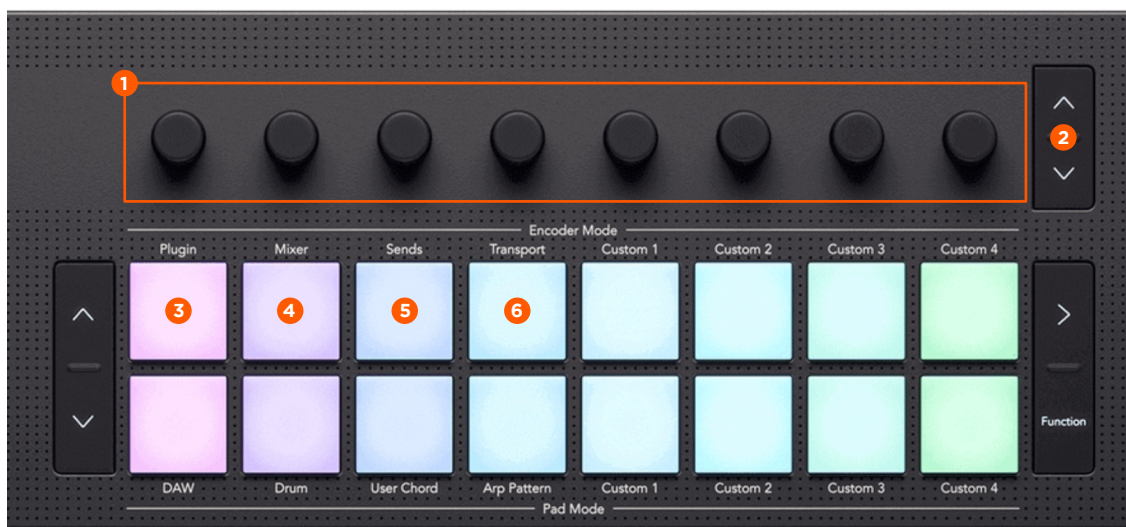 1
2
Encoder Mode
Plugin Mixer Sends Transport Custom 1 Custom 2 Custom 3 Custom 4
3 4 5 6
Function
DAW Drum User Chord Arp Pattern Custom 1 Custom 2 Custom 3 Custom 4
Pad Mode